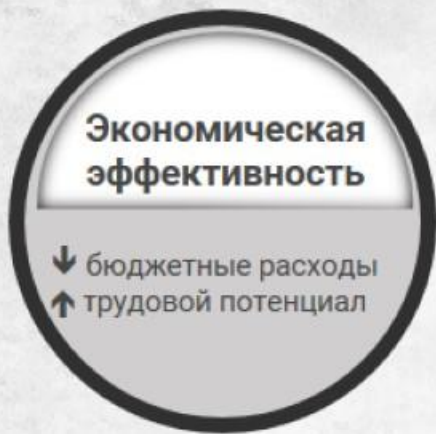 Экономическая
эффективность
↓ бюджетные расходы
↑ трудовой потенциал